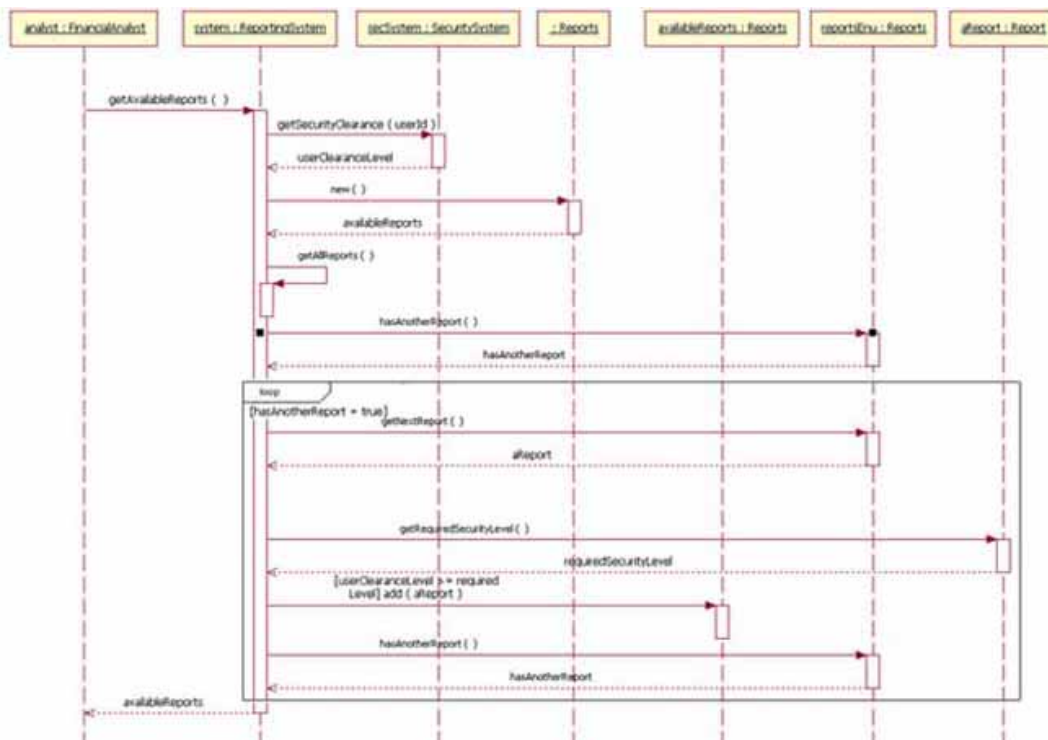 analyst : FinancialAnalyst
system : ReportingSystem
secSystem : SecuritySystem
: Reports
availableReports : Reports
reportsEnu : Reports
aReport : Report
getAvailableReports ( )
getSecurityClearance ( userId )
userClearanceLevel
new ( )
availableReports
getAllReports ( )
hasAnotherReport ( )
hasAnotherReport
loop
[hasAnotherReport = true]
getNextReport ( )
aReport
getRequiredSecurityLevel ( )
requiredSecurityLevel
[userClearanceLevel >= required
Level] add ( aReport )
hasAnotherReport ( )
hasAnotherReport
availableReports